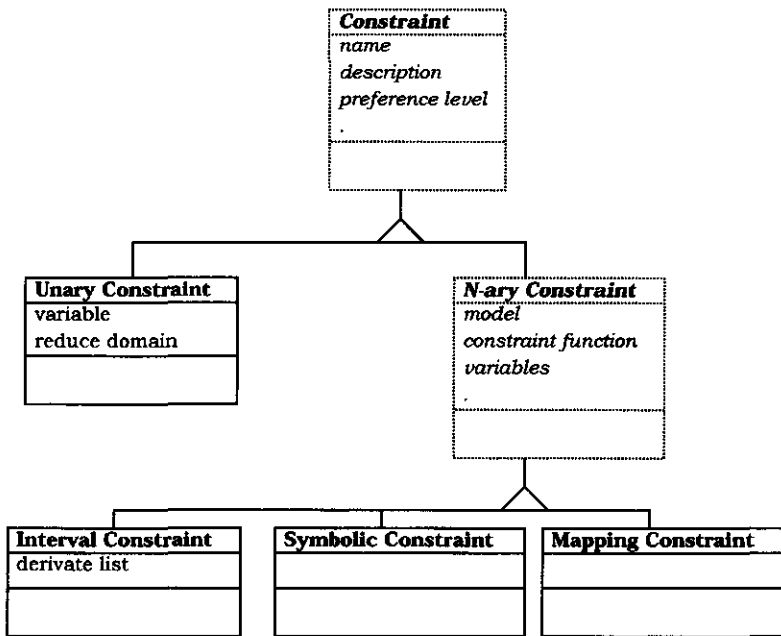 Constraint
name
description
preference level
.
Unary Constraint
variable
reduce domain
N-ary Constraint
model
constraint function
variables
.
Interval Constraint
derivate list
Symbolic Constraint
Mapping Constraint